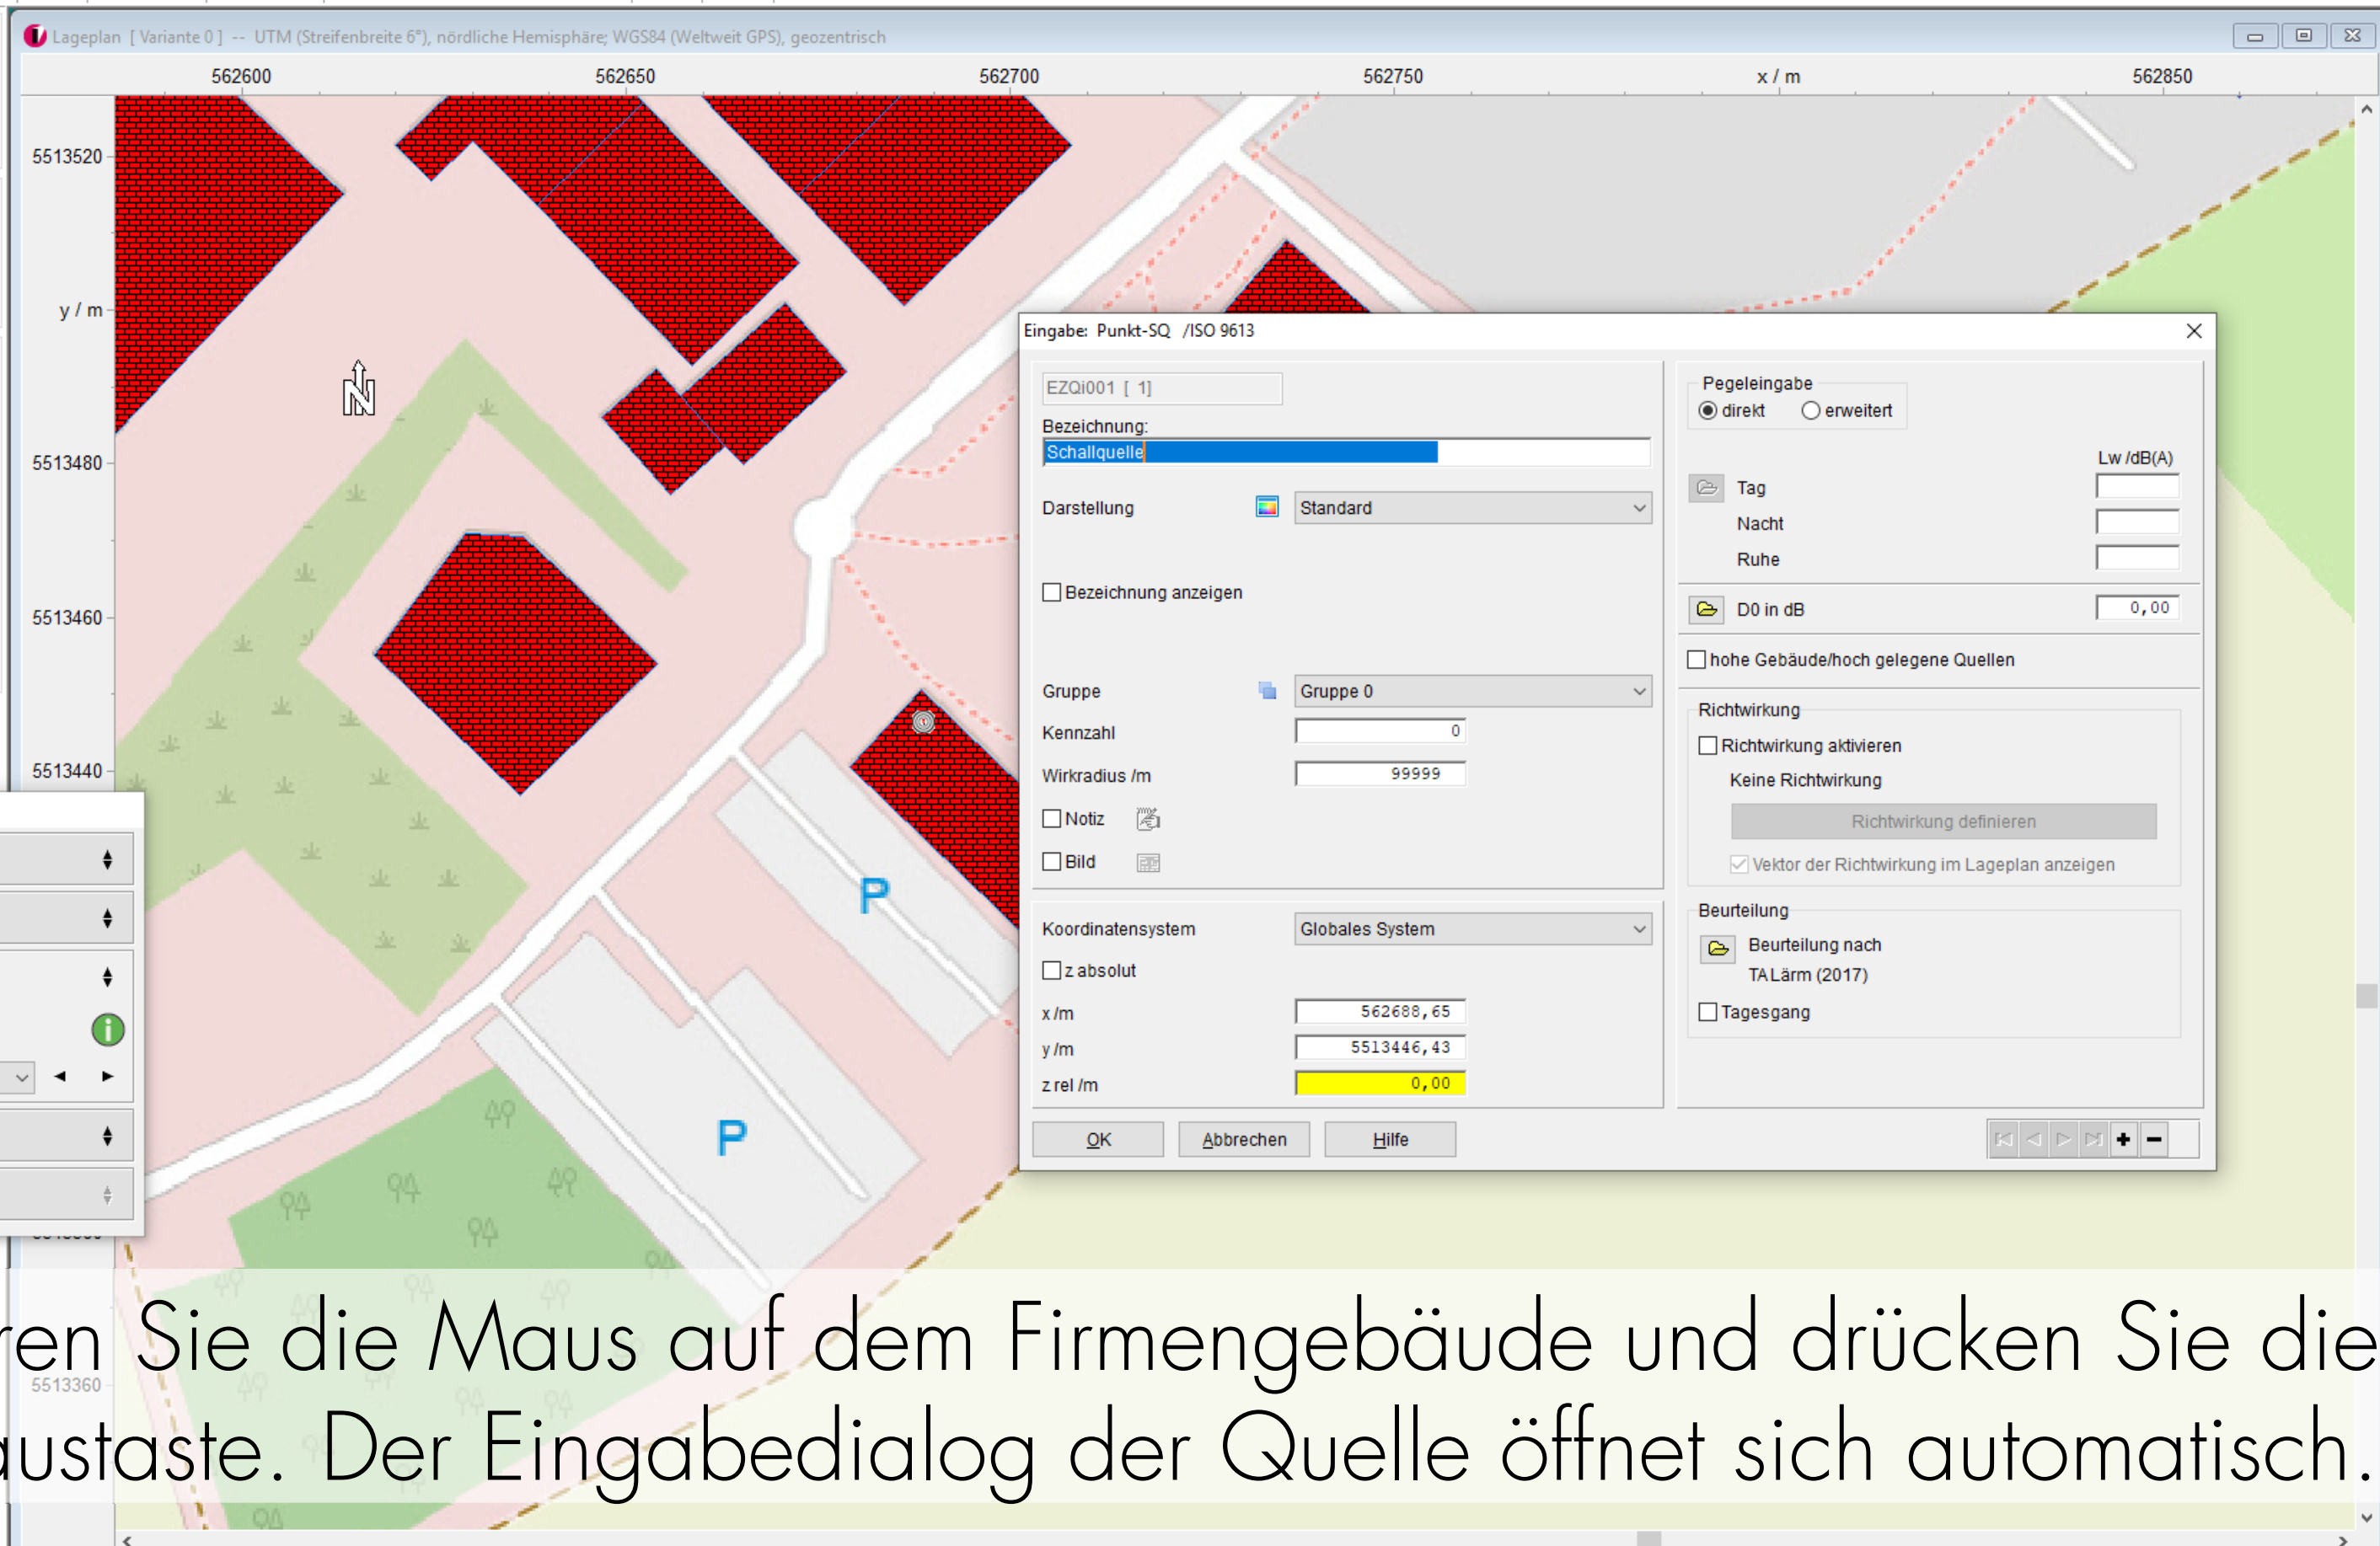 Lageplan [ Variante 0 ] -- UTM (Streifenbreite 6°), nördliche Hemisphäre; WGS84 (Weltweit GPS), geozentrisch
562600 562650 562700 562750 x / m 562850
5513520
y / m
5513480
5513460
5513440
5513360
N
P
P
Eingabe: Punkt-SQ /ISO 9613
EZQi001 [ 1]
Bezeichnung:
Schallquelle
Darstellung Standard
Bezeichnung anzeigen
Gruppe Gruppe 0
Kennzahl 0
Wirkradius /m 99999
Notiz
Bild
Koordinatensystem Globales System
z absolut
x /m 562688,65
y /m 5513446,43
z rel /m 0,00
OK Abbrechen Hilfe
Pegeleingabe
direkt erweitert
Lw /dB(A)
Tag
Nacht
Ruhe
D0 in dB 0,00
hohe Gebäude/hoch gelegene Quellen
Richtwirkung
Richtwirkung aktivieren
Keine Richtwirkung
Richtwirkung definieren
Vektor der Richtwirkung im Lageplan anzeigen
Beurteilung
Beurteilung nach
TA Lärm (2017)
Tagesgang
ren Sie die Maus auf dem Firmengebäude und drücken Sie die
austaste. Der Eingabedialog der Quelle öffnet sich automatisch.